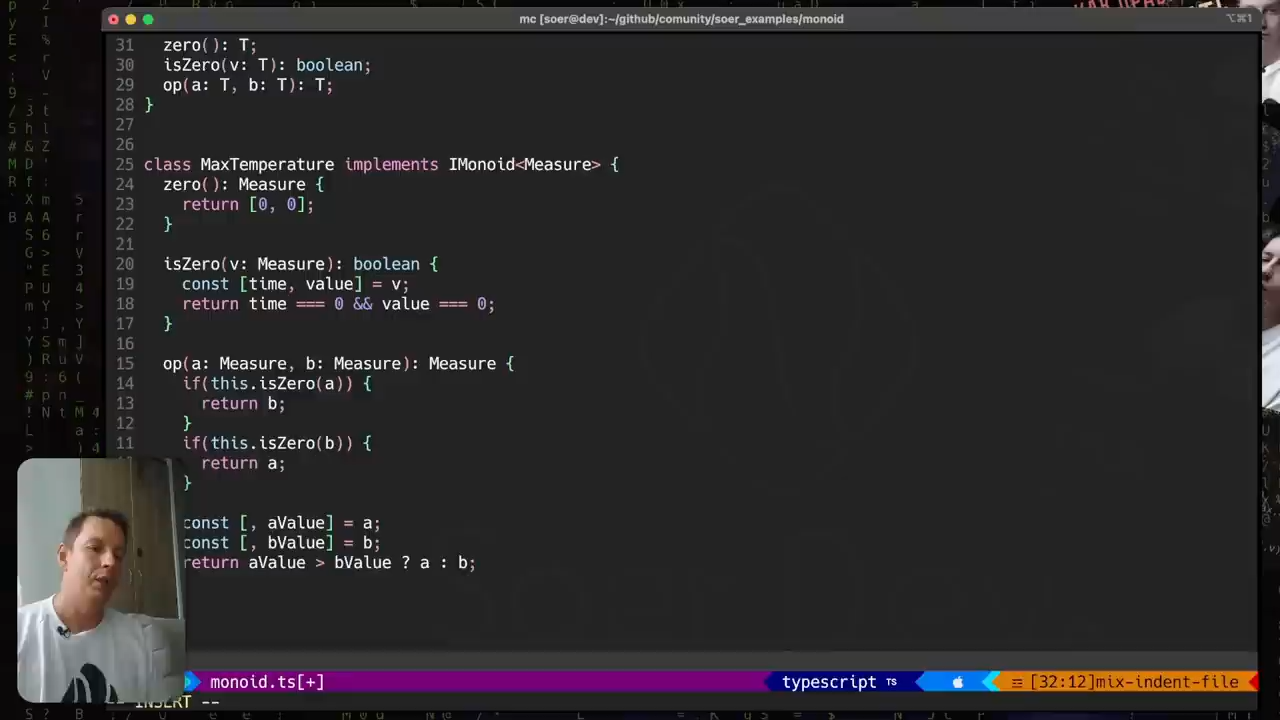 mc [soer@dev]:~/github/comunity/soer_examples/monoid
⌥⌘1
31 zero(): T;
30 isZero(v: T): boolean;
29 op(a: T, b: T): T;
28 }
27
26
25 class MaxTemperature implements IMonoid<Measure> {
24 zero(): Measure {
23 return [0, 0];
22 }
21
20 isZero(v: Measure): boolean {
19 const [time, value] = v;
18 return time === 0 && value === 0;
17 }
16
15 op(a: Measure, b: Measure): Measure {
14 if(this.isZero(a)) {
13 return b;
12 }
11 if(this.isZero(b)) {
return a;
}
const [, aValue] = a;
const [, bValue] = b;
return aValue > bValue ? a : b;
monoid.ts[+]
typescript TS
≡ [32:12]mix-indent-file
INSERT --